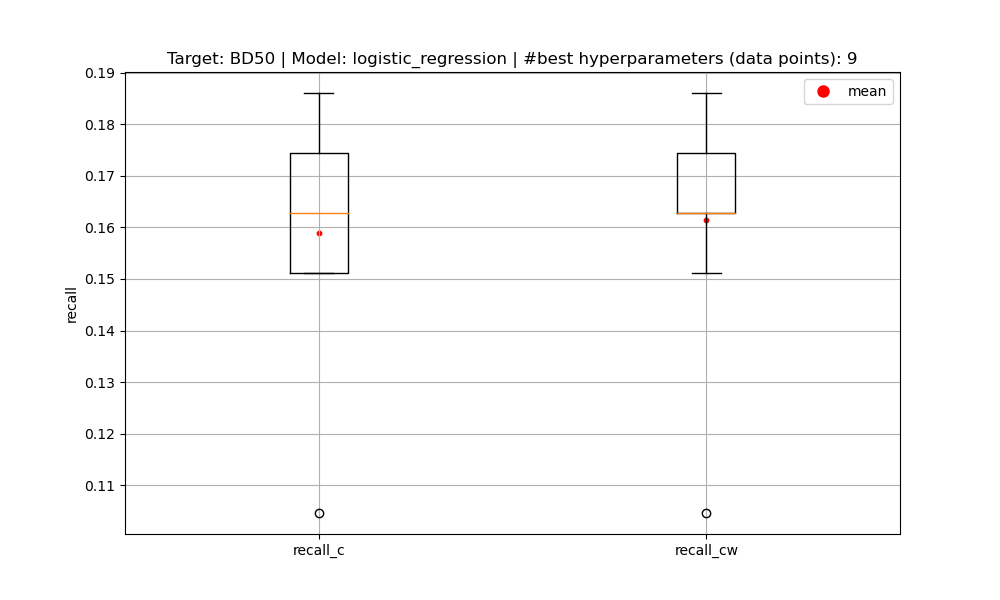 Target: BD50 | Model: logistic_regression | #best hyperparameters (data points): 9
mean
0.19
0.18
0.17
0.16
0.15
0.14
0.13
0.12
0.11
recall
recall_c
recall_cw